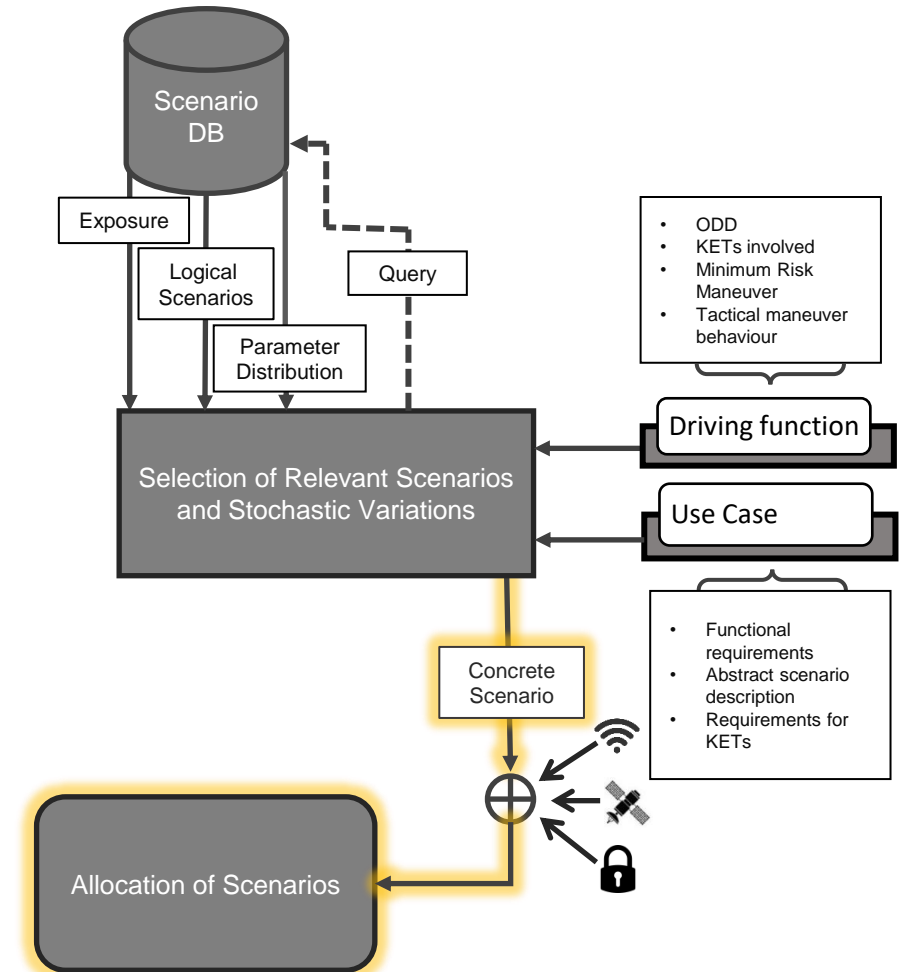 Scenario
DB
Exposure
Logical
Scenarios
Query
Parameter
Distribution
• ODD
• KETs involved
• Minimum Risk
Maneuver
• Tactical maneuver
behaviour
Driving function
Selection of Relevant Scenarios
and Stochastic Variations
Use Case
• Functional
requirements
• Abstract scenario
description
• Requirements for
KETs
Concrete
Scenario
Allocation of Scenarios